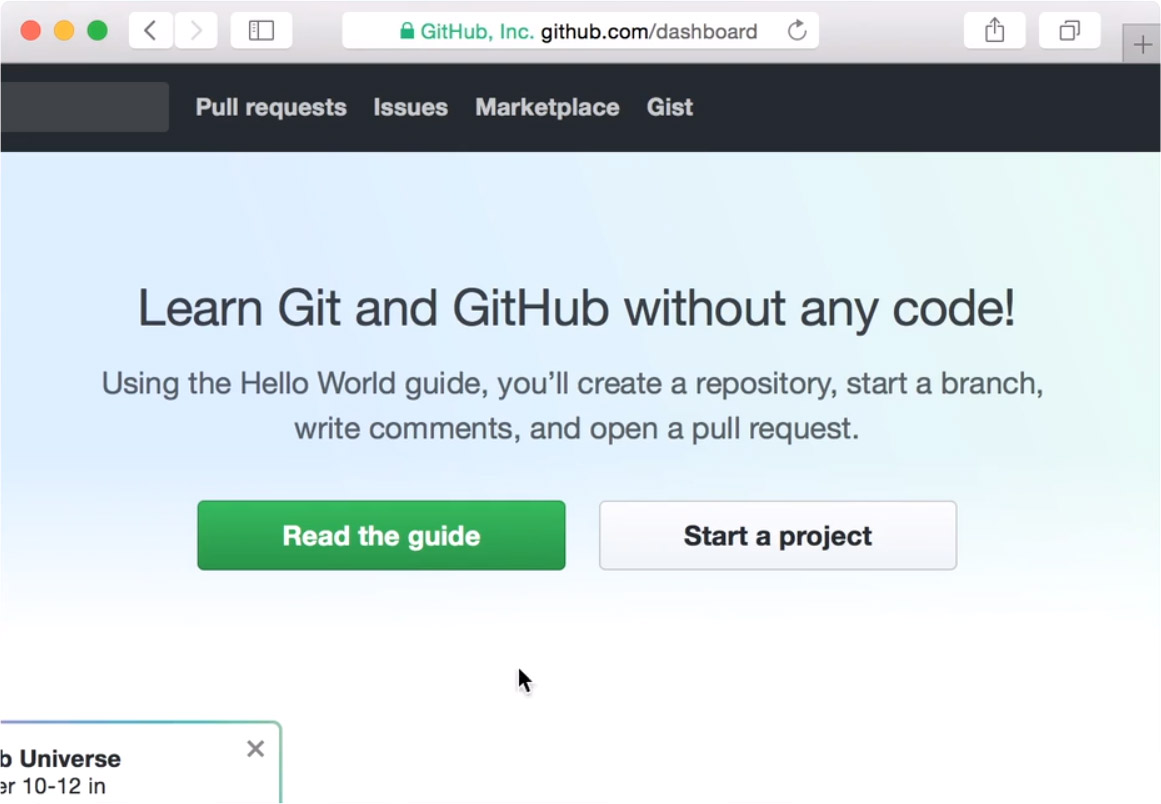 GitHub, Inc. github.com/dashboard
Pull requests Issues Marketplace Gist
Learn Git and GitHub without any code!
Using the Hello World guide, you’ll create a repository, start a branch,
write comments, and open a pull request.
Read the guide Start a project
b Universe
er 10-12 in